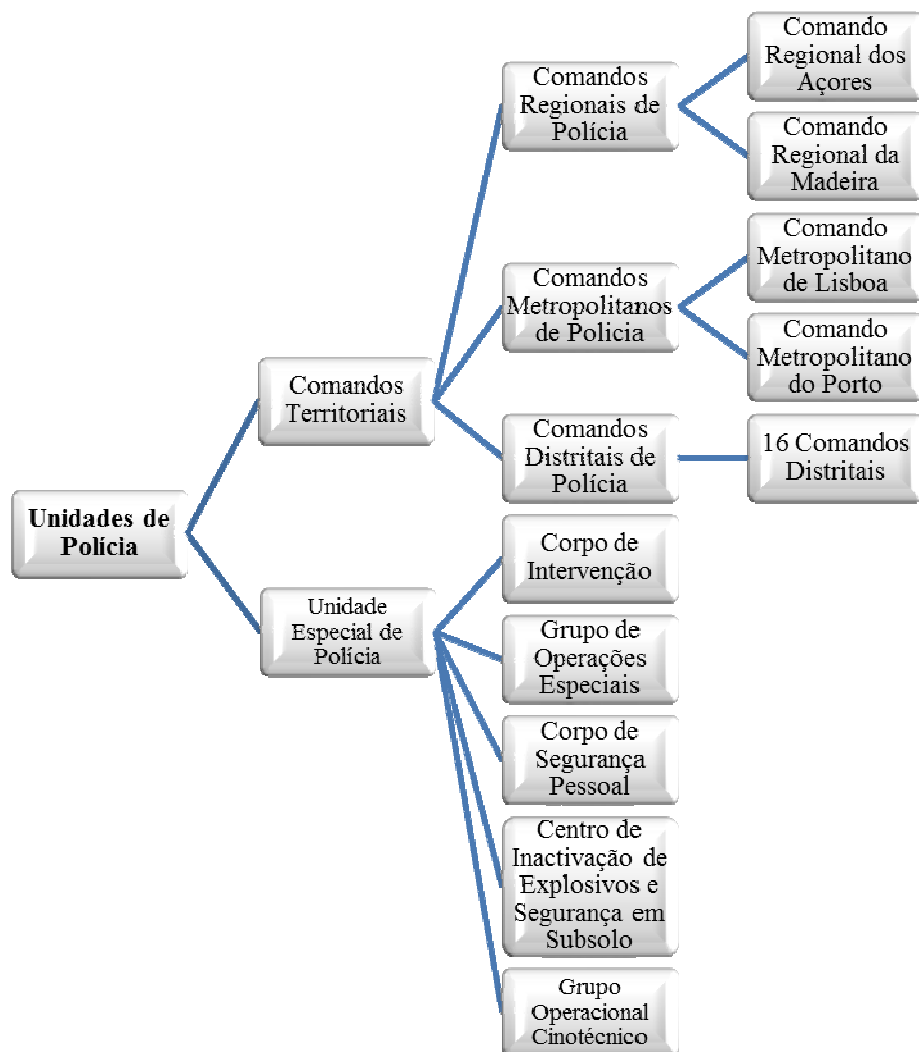 Unidades de
Polícia
Comandos
Territoriais
Comandos
Regionais de
Polícia
Comando
Regional dos
Açores
Comando
Regional da
Madeira
Comandos
Metropolitanos
de Policia
Comando
Metropolitano
de Lisboa
Comando
Metropolitano
do Porto
Comandos
Distritais de
Polícia
16 Comandos
Distritais
Unidade
Especial de
Polícia
Corpo de
Intervenção
Grupo de
Operações
Especiais
Corpo de
Segurança
Pessoal
Centro de
Inactivação de
Explosivos e
Segurança em
Subsolo
Grupo
Operacional
Cinotécnico